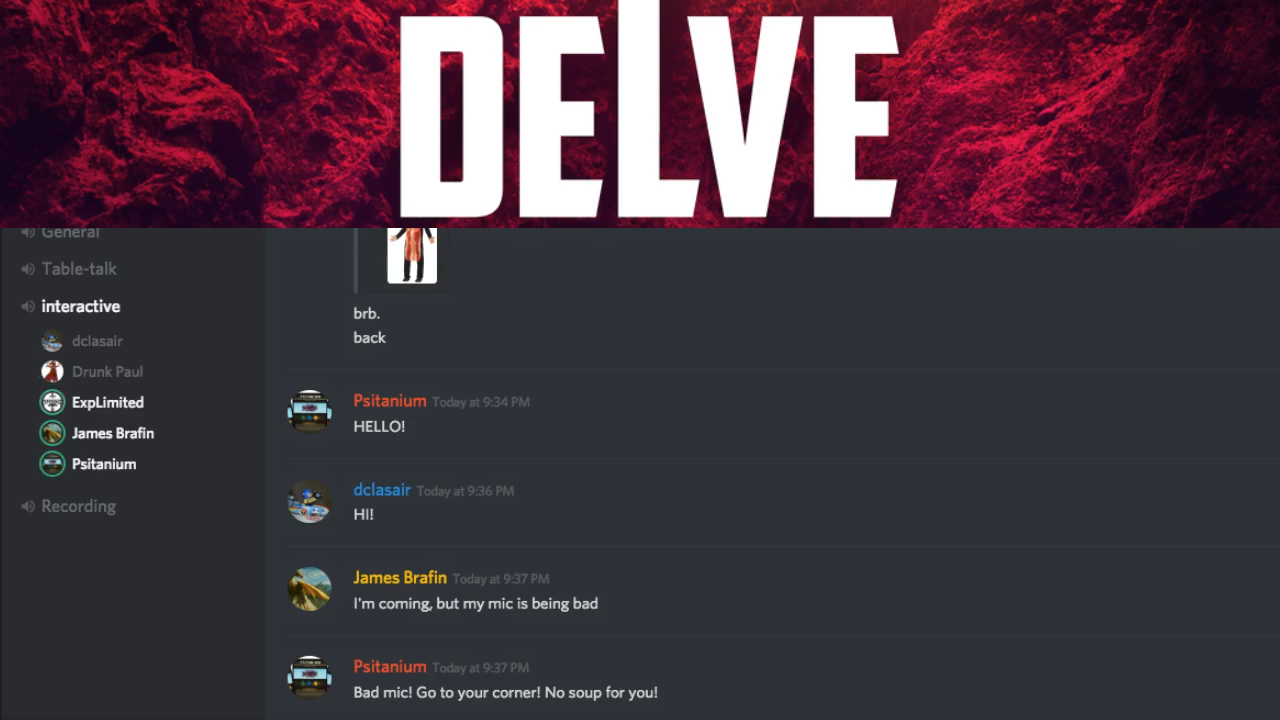 DELVE
General
Table-talk
interactive
dclasair
Drunk Paul
ExpLimited
James Brafin
Psitanium
Recording
brb.
back
Psitanium Today at 9:34 PM
HELLO!
dclasair Today at 9:36 PM
HI!
James Brafin Today at 9:37 PM
I'm coming, but my mic is being bad
Psitanium Today at 9:37 PM
Bad mic! Go to your corner! No soup for you!